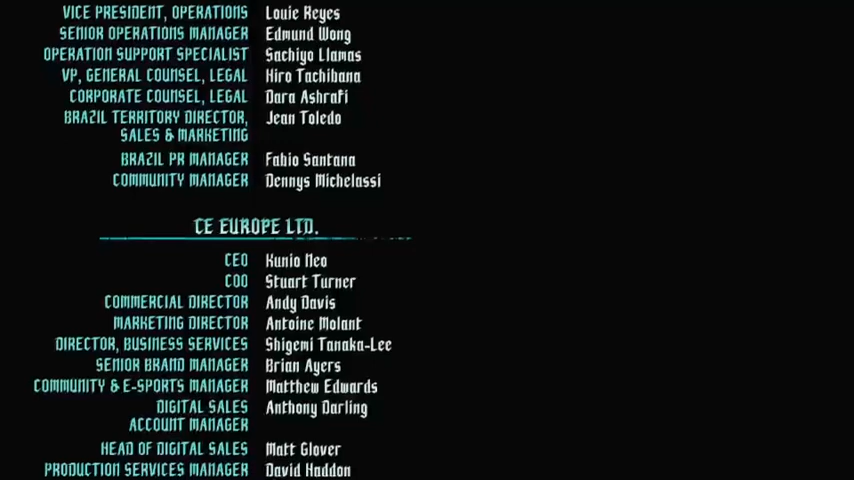 VICE PRESIDENT, OPERATIONS Louie Reyes
SENIOR OPERATIONS MANAGER Edmund Wong
OPERATION SUPPORT SPECIALIST Sachiyo Llamas
VP, GENERAL COUNSEL, LEGAL Hiro Tachibana
CORPORATE COUNSEL, LEGAL Dara Ashrafi
BRAZIL TERRITORY DIRECTOR, Jean Toledo
SALES & MARKETING
BRAZIL PR MANAGER Fabio Santana
COMMUNITY MANAGER Dennys Michelassi
CE EUROPE LTD.
CEO Kunio Neo
COO Stuart Turner
COMMERCIAL DIRECTOR Andy Davis
MARKETING DIRECTOR Antoine Molant
DIRECTOR, BUSINESS SERVICES Shigemi Tanaka-Lee
SENIOR BRAND MANAGER Brian Ayers
COMMUNITY & E-SPORTS MANAGER Matthew Edwards
DIGITAL SALES Anthony Darling
ACCOUNT MANAGER
HEAD OF DIGITAL SALES Matt Glover
PRODUCTION SERVICES MANAGER David Haddon